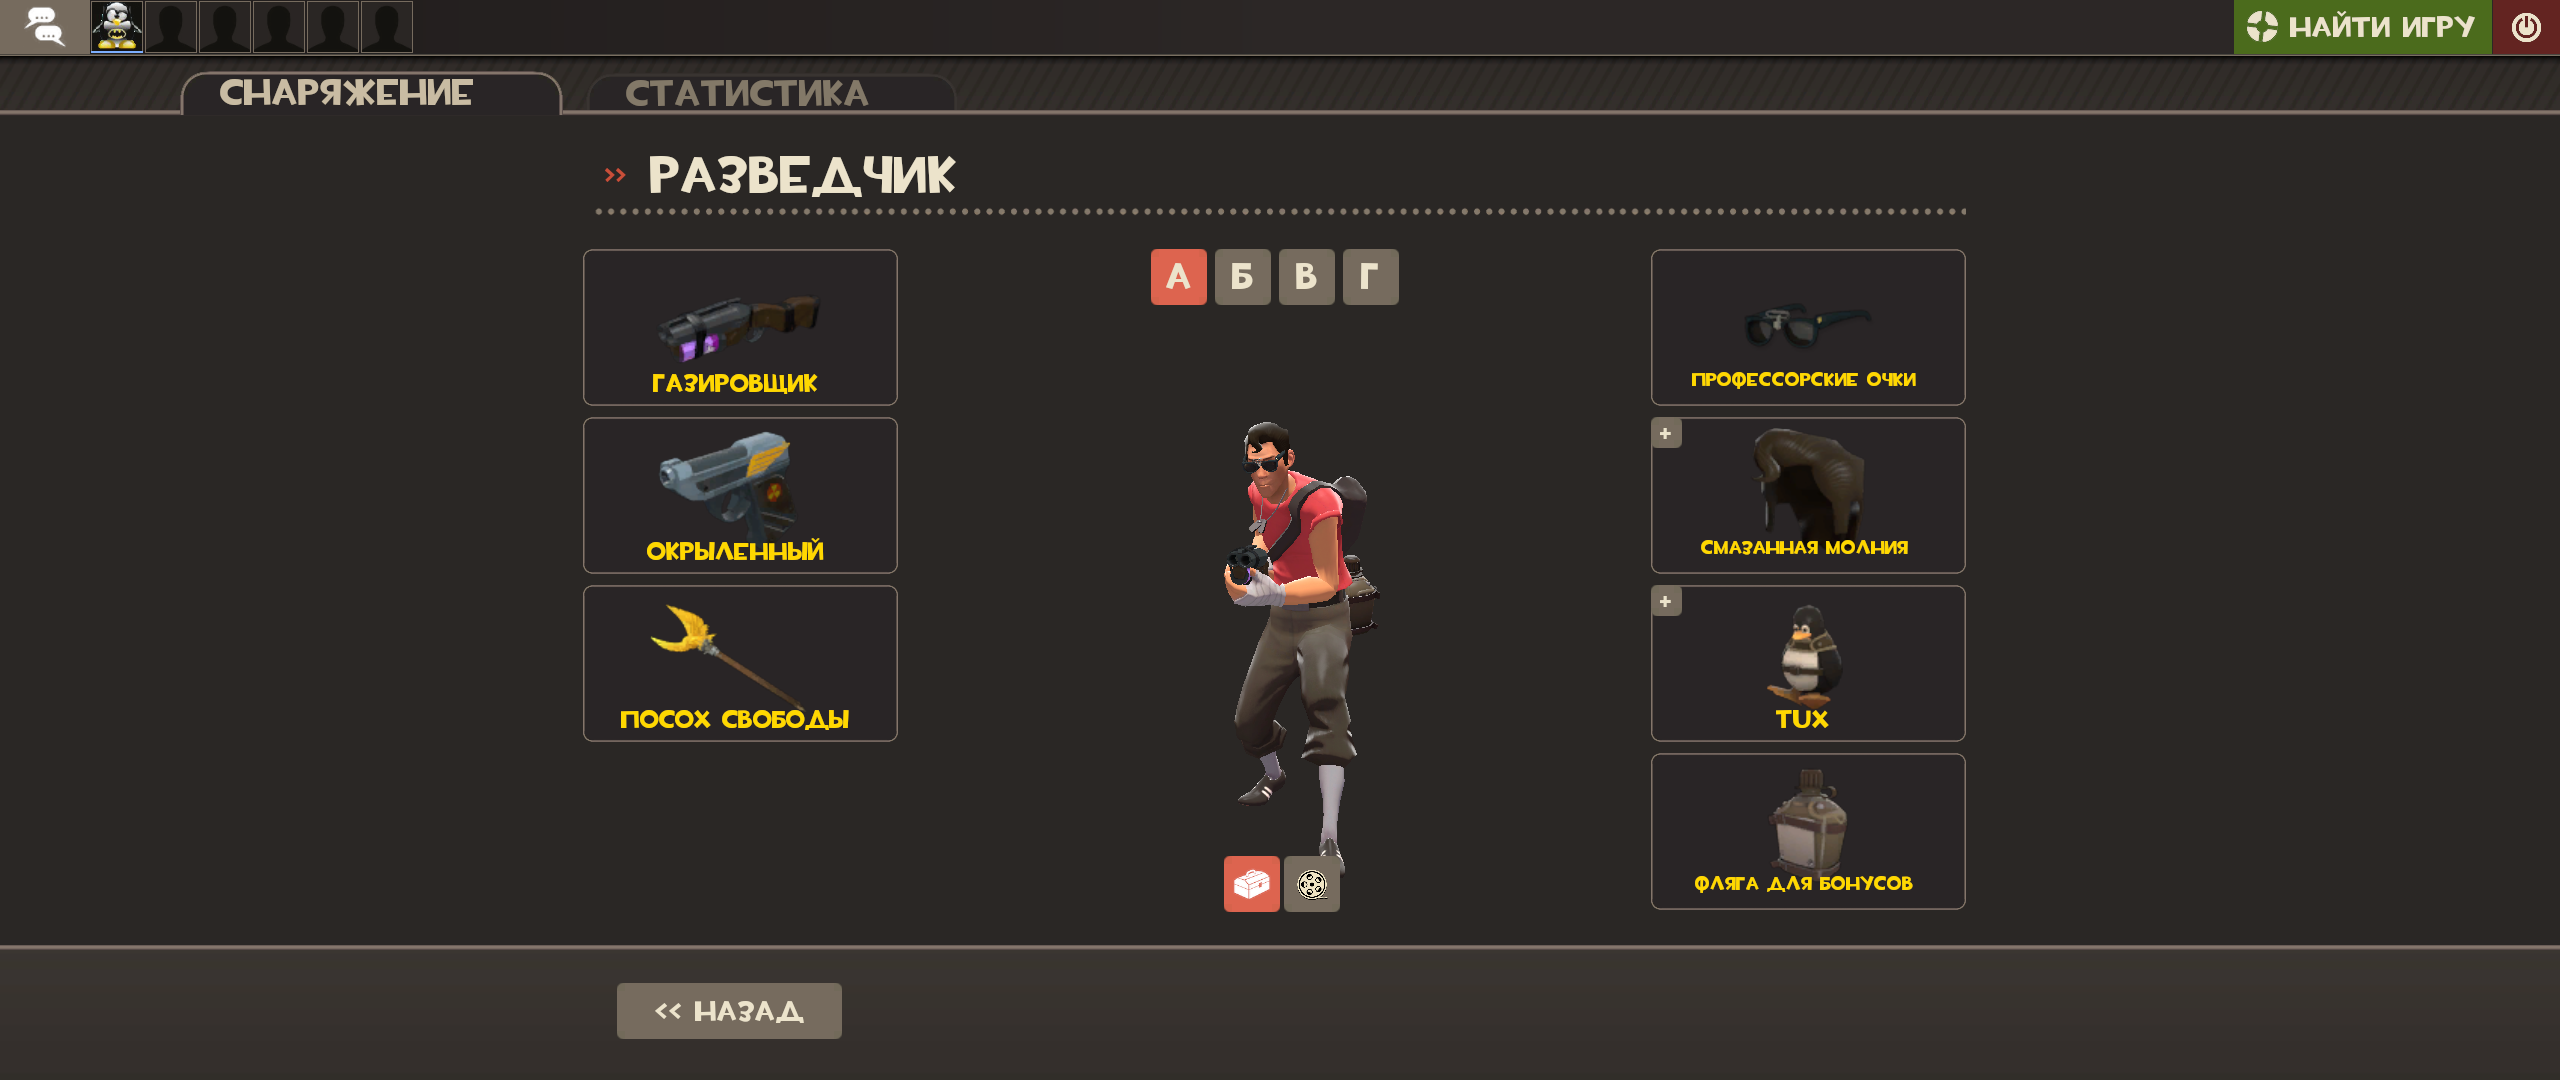 НАЙТИ ИГРУ
СНАРЯЖЕНИЕ
СТАТИСТИКА
>> РАЗВЕДЧИК
А Б В Г
ГАЗИРОВЩИК
ОКРЫЛЕННЫЙ
ПОСОХ СВОБОДЫ
ПРОФЕССОРСКИЕ ОЧКИ
+
СМАЗАННАЯ МОЛНИЯ
+
TUX
ФЛЯГА ДЛЯ БОНУСОВ
<< НАЗАД